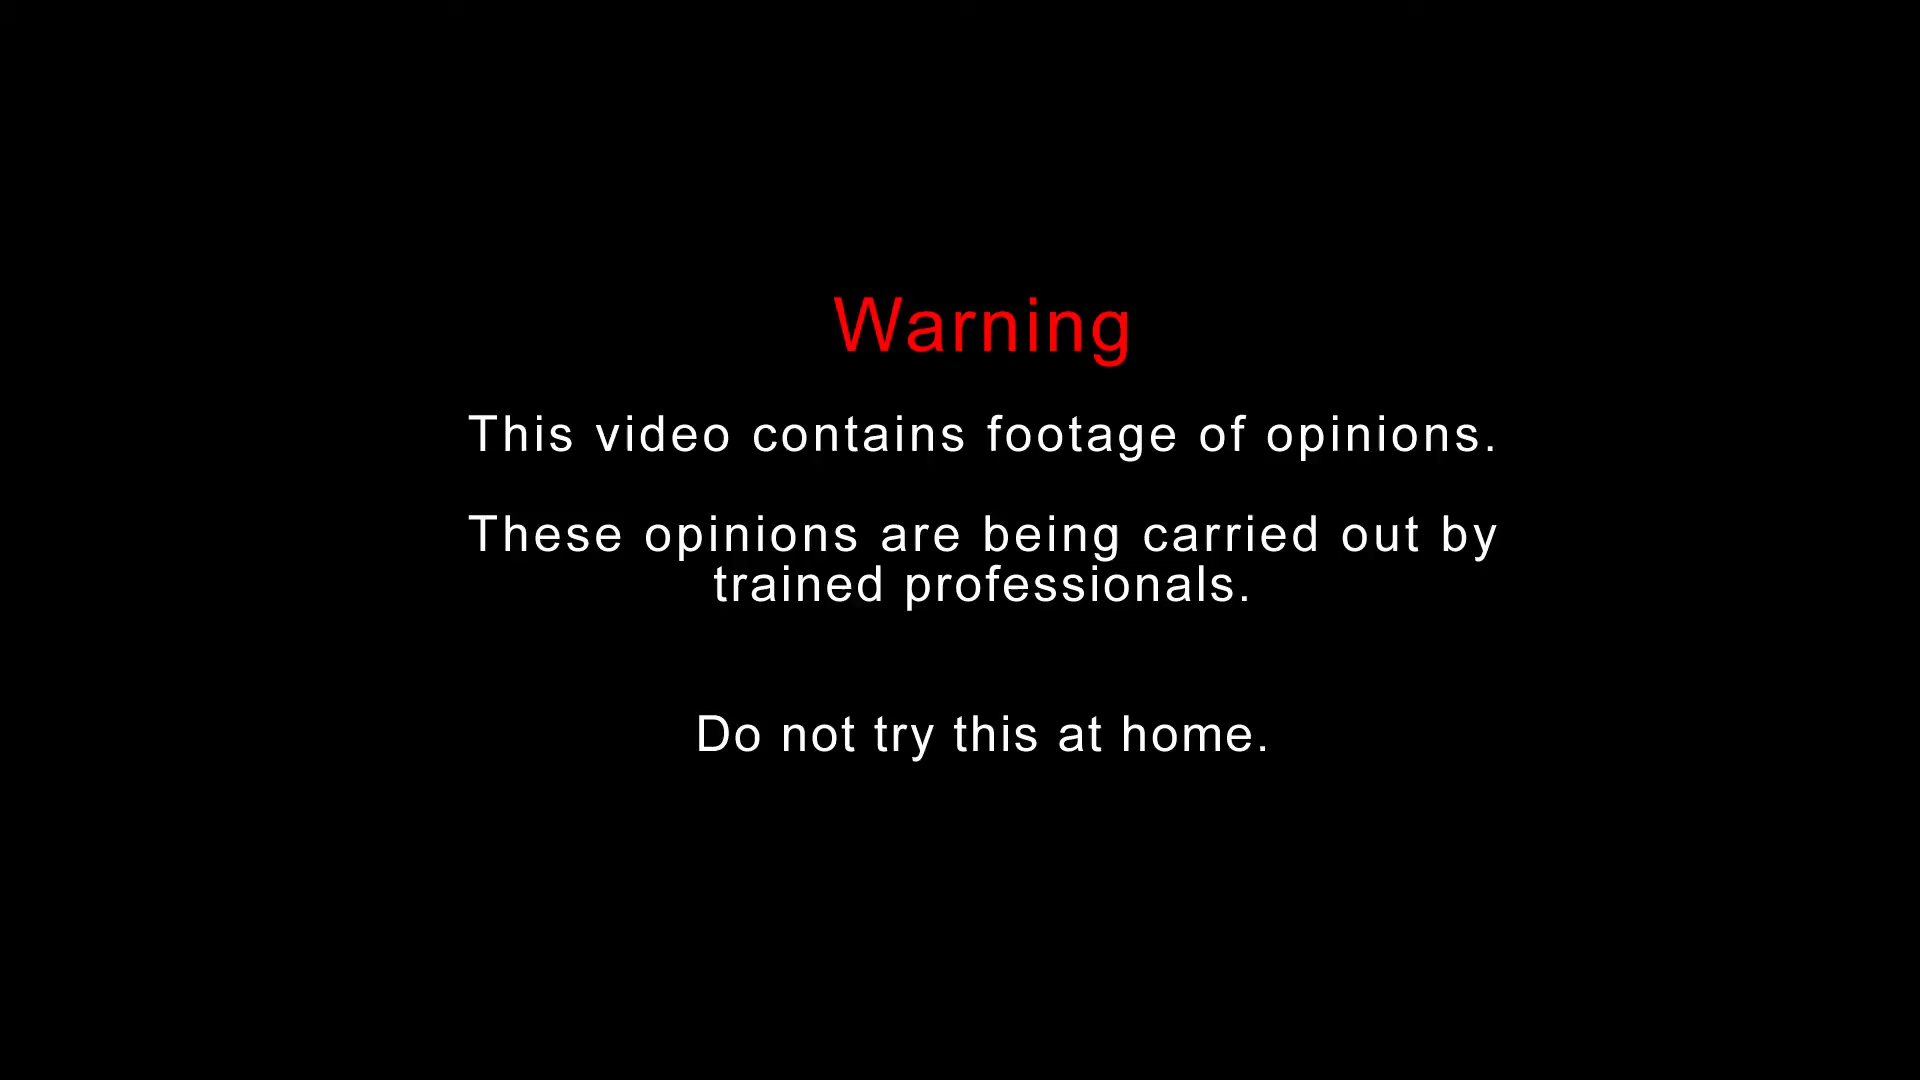 Warning
This video contains footage of opinions.
These opinions are being carried out by
trained professionals.
Do not try this at home.